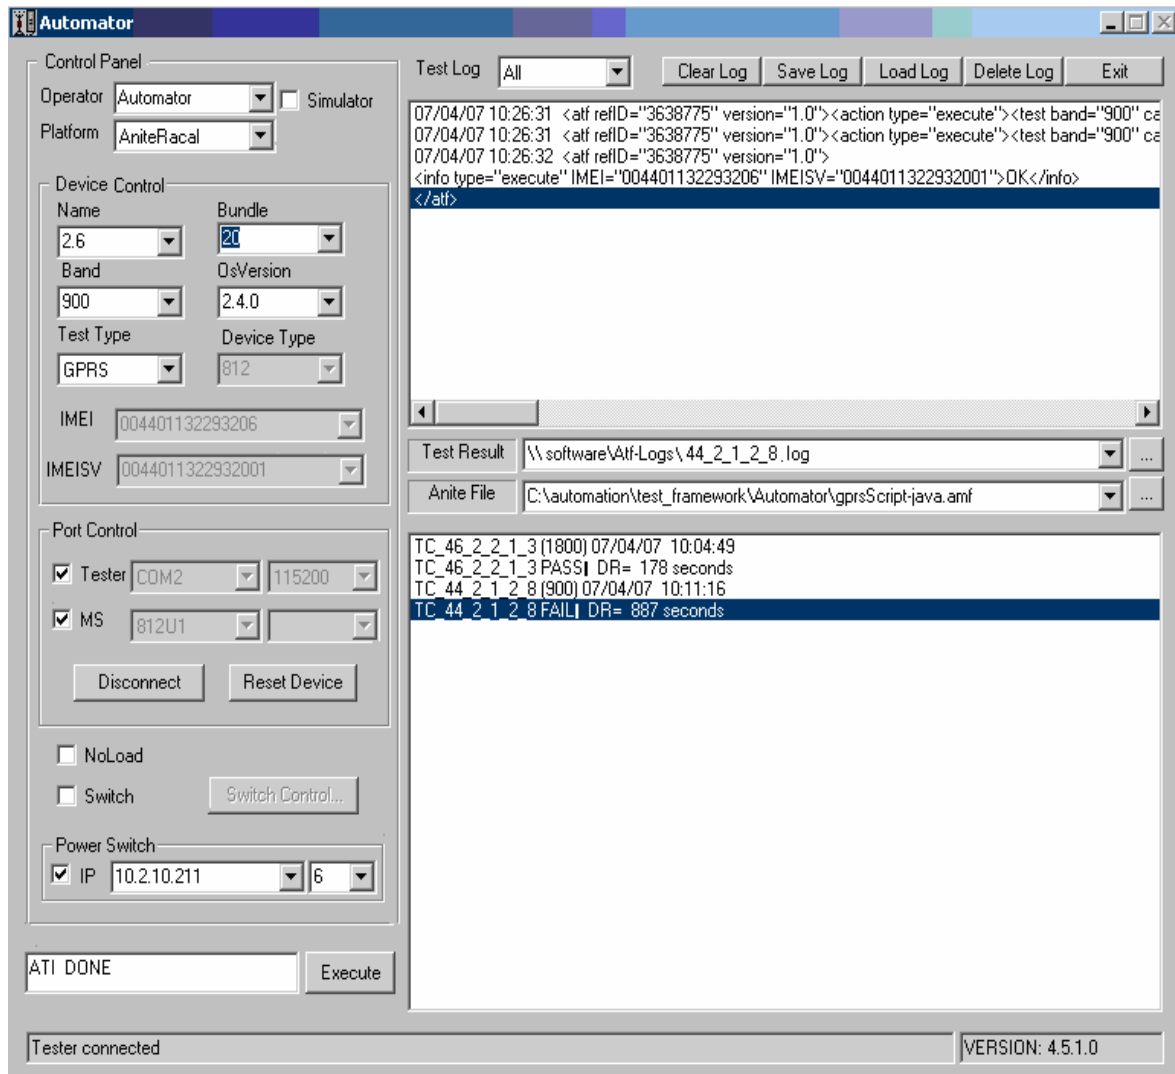 Automator
Control Panel
Operator Automator Simulator
Platform AniteRacal
Device Control
Name Bundle
2.6 20
Band OsVersion
900 2.4.0
Test Type Device Type
GPRS 812
IMEI 004401132293206
IMEISV 0044011322932001
Port Control
Tester COM2 115200
MS 812U1
Disconnect Reset Device
NoLoad
Switch Switch Control...
Power Switch
IP 10.2.10.211 6
ATI DONE Execute
Test Log All Clear Log Save Log Load Log Delete Log Exit
07/04/07 10:26:31 <atf refID="3638775" version="1.0"><action type="execute"><test band="900" ca
07/04/07 10:26:31 <atf refID="3638775" version="1.0"><action type="execute"><test band="900" ca
07/04/07 10:26:32 <atf refID="3638775" version="1.0">
<info type="execute" IMEI="004401132293206" IMEISV="0044011322932001">OK</info>
</atf>
Test Result \\ software\Atf-Logs\ 44_2_1_2_8.log ...
Anite File C:\automation\test_framework\Automator\gprsScript-java.amf ...
TC_46_2_2_1_3 (1800) 07/04/07 10:04:49
TC_46_2_2_1_3 PASS| DR= 178 seconds
TC_44_2_1_2_8 (900) 07/04/07 10:11:16
TC_44_2_1_2_8 FAIL| DR= 887 seconds
Tester connected VERSION: 4.5.1.0